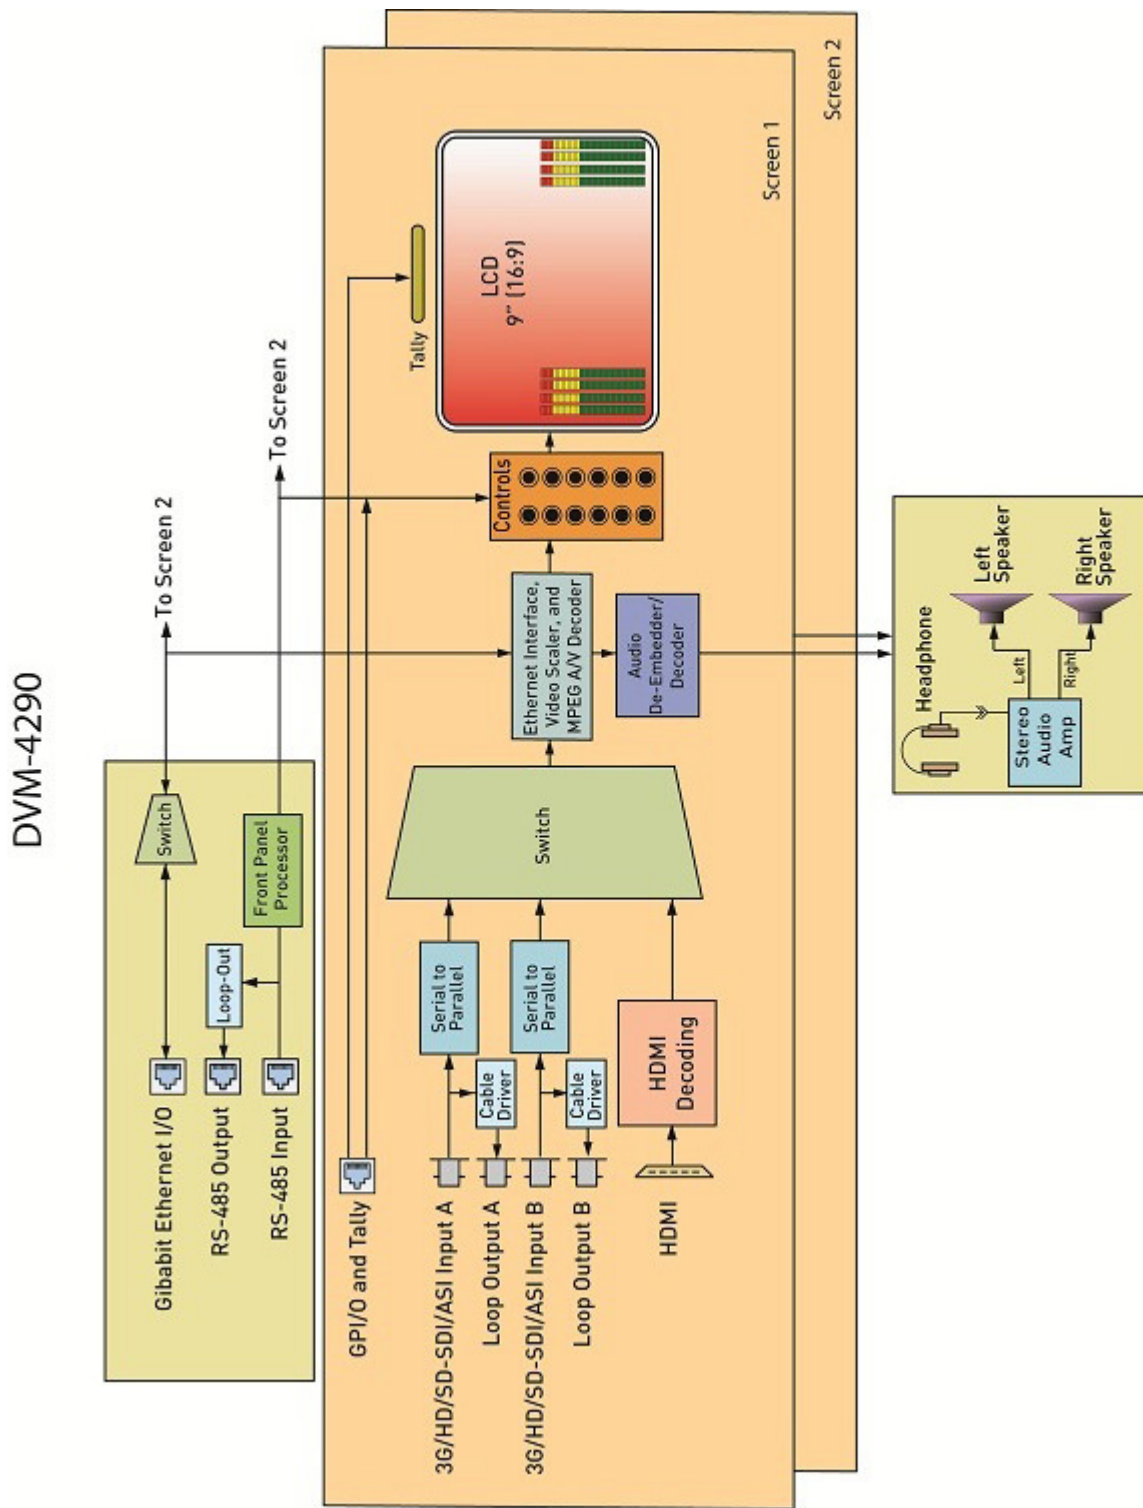 DVM-4290
Gibabit Ethernet I/O
Switch
To Screen 2
RS-485 Output
Loop-Out
RS-485 Input
Front Panel
Processor
To Screen 2
GPI/O and Tally
Tally
3G/HD/SD-SDI/ASI Input A
Serial to
Parallel
Loop Output A
Cable
Driver
3G/HD/SD-SDI/ASI Input B
Serial to
Parallel
Loop Output B
Cable
Driver
HDMI
HDMI
Decoding
Switch
Ethernet Interface,
Video Scaler, and
MPEG A/V Decoder
Audio
De-Embedder/
Decoder
Controls
LCD
9” (16:9)
Screen 1
Screen 2
Headphone
Stereo
Audio
Amp
Left
Right
Left
Speaker
Right
Speaker